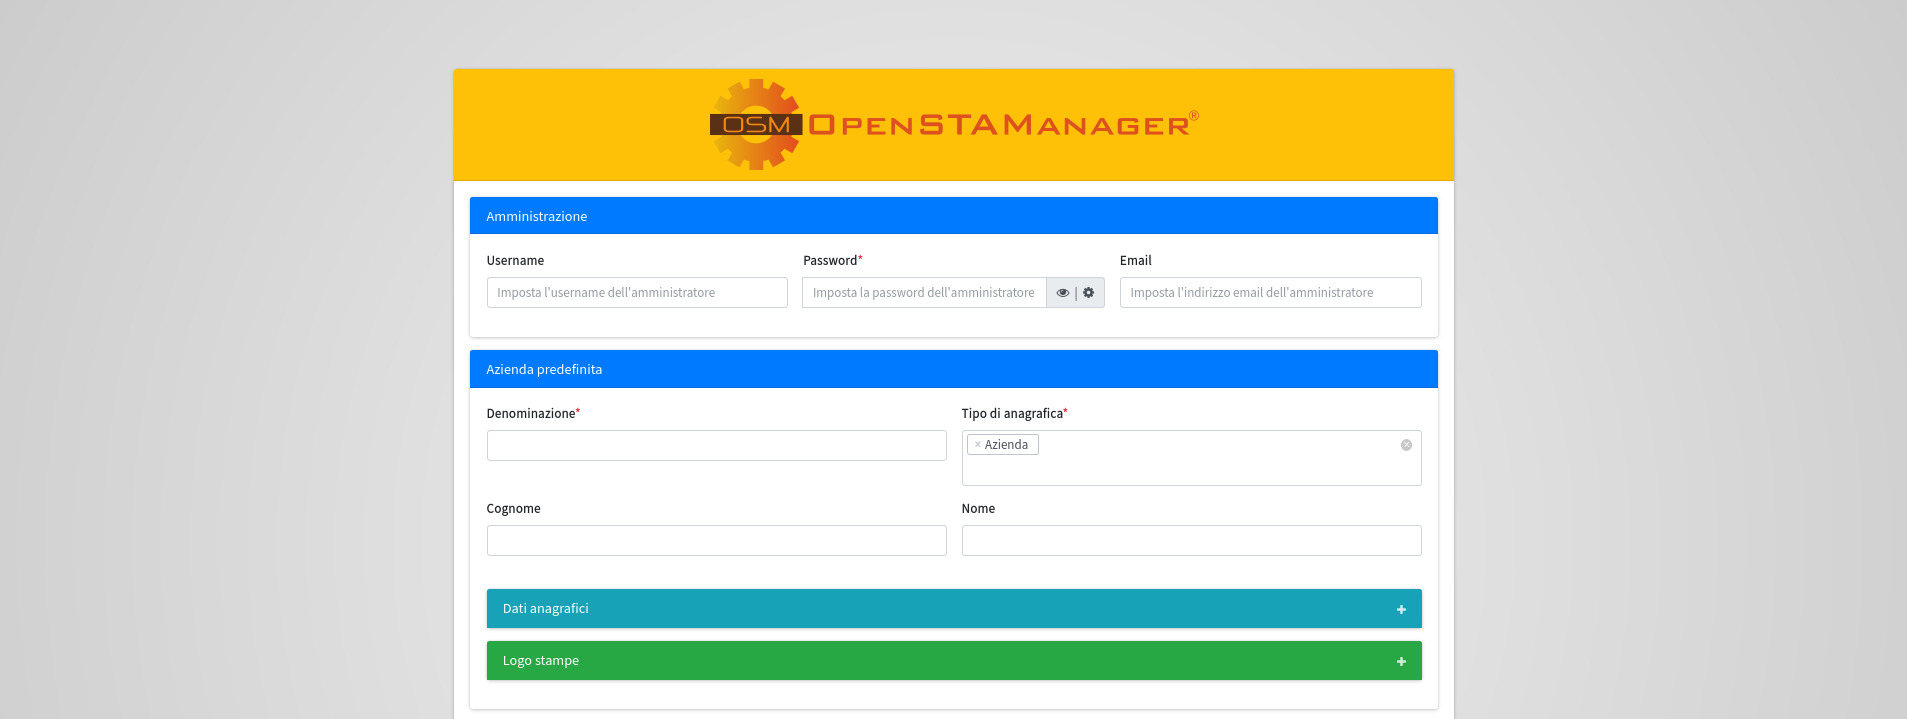 OSM OPENSTAMANAGER®
Amministrazione
Username Password* Email
Imposta l'username dell'amministratore Imposta la password dell'amministratore | Imposta l'indirizzo email dell'amministratore
Azienda predefinita
Denominazione* Tipo di anagrafica*
× Azienda
Cognome Nome
Dati anagrafici
Logo stampe